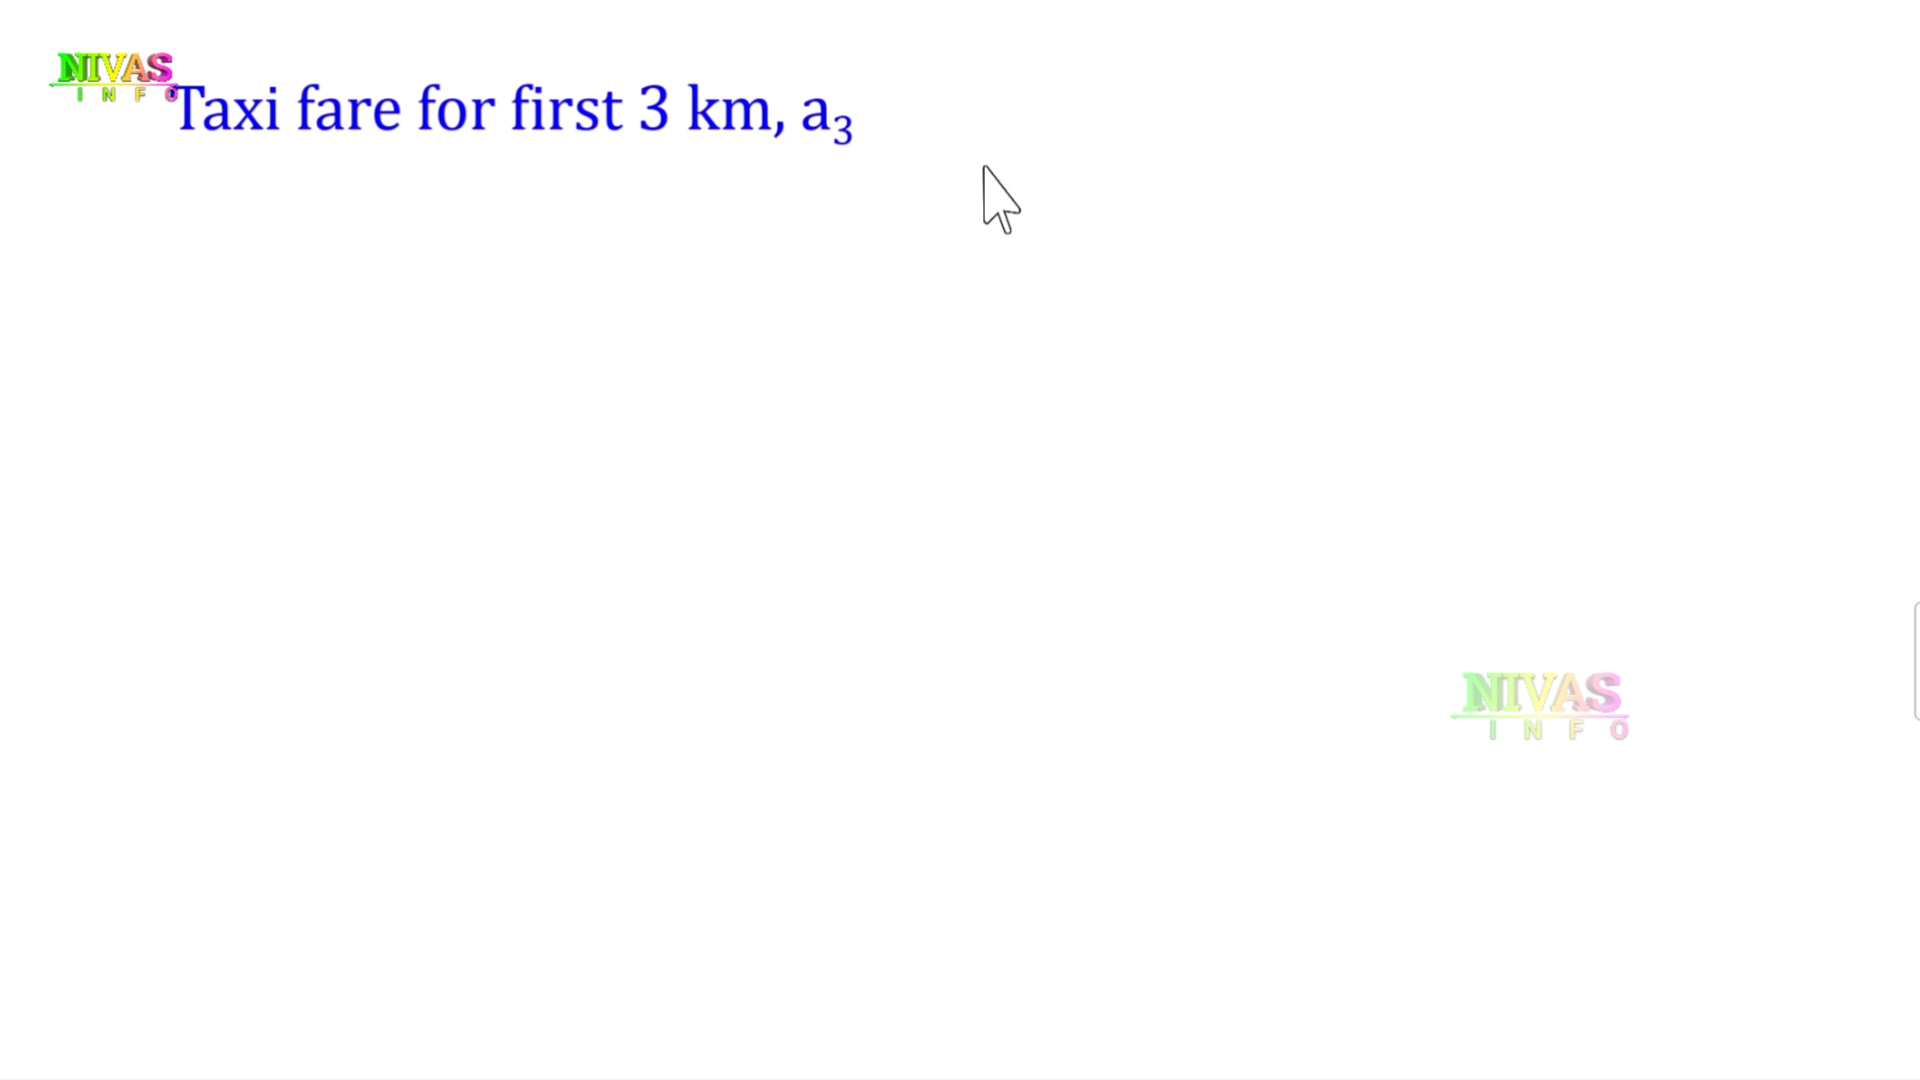 NIVAS
INFO
Taxi fare for first 3 km, a₃
NIVAS
INFO